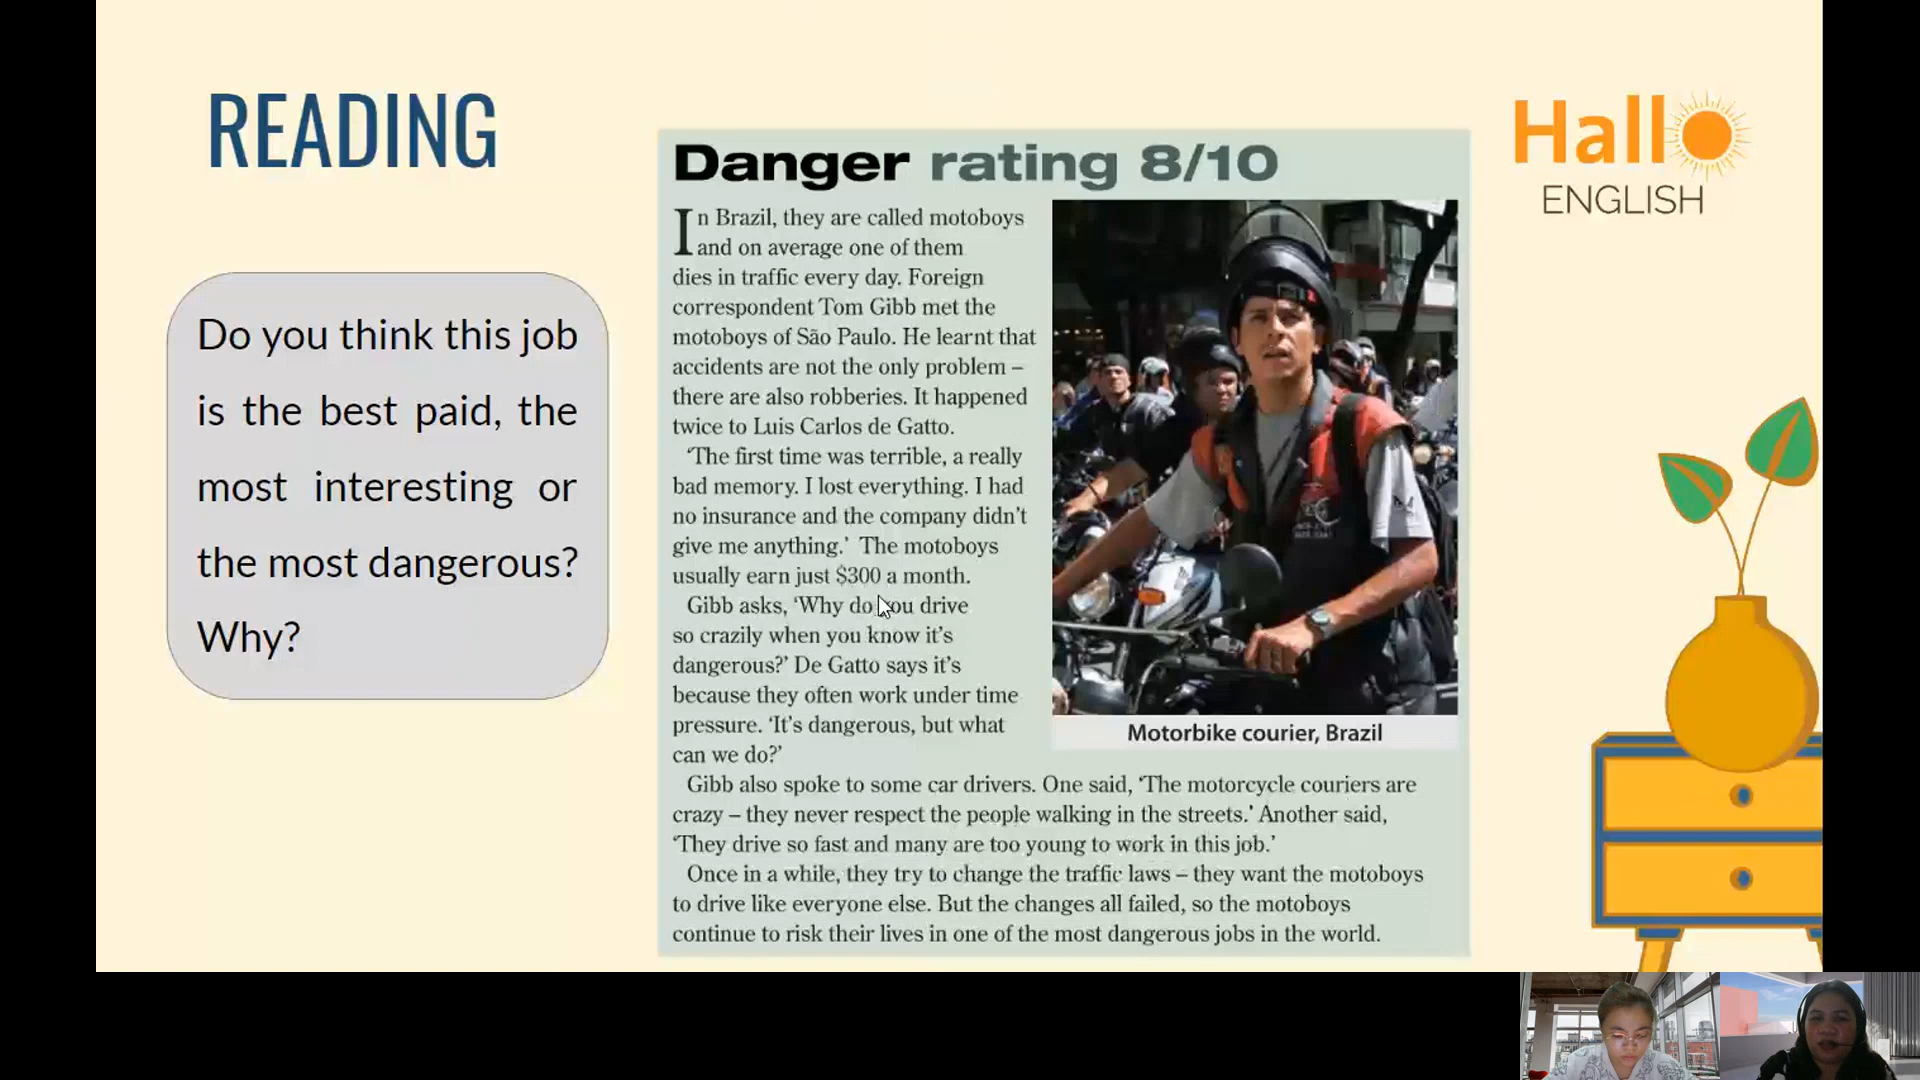 READING
Hallo
ENGLISH
Do you think this job
is the best paid, the
most interesting or
the most dangerous?
Why?
Danger rating 8/10
In Brazil, they are called motoboys
and on average one of them
dies in traffic every day. Foreign
correspondent Tom Gibb met the
motoboys of São Paulo. He learnt that
accidents are not the only problem –
there are also robberies. It happened
twice to Luis Carlos de Gatto.
‘The first time was terrible, a really
bad memory. I lost everything. I had
no insurance and the company didn’t
give me anything.’ The motoboys
usually earn just $300 a month.
Gibb asks, ‘Why do you drive
so crazily when you know it’s
dangerous?’ De Gatto says it’s
because they often work under time
pressure. ‘It’s dangerous, but what
can we do?’
Motorbike courier, Brazil
Gibb also spoke to some car drivers. One said, ‘The motorcycle couriers are
crazy – they never respect the people walking in the streets.’ Another said,
‘They drive so fast and many are too young to work in this job.’
Once in a while, they try to change the traffic laws – they want the motoboys
to drive like everyone else. But the changes all failed, so the motoboys
continue to risk their lives in one of the most dangerous jobs in the world.